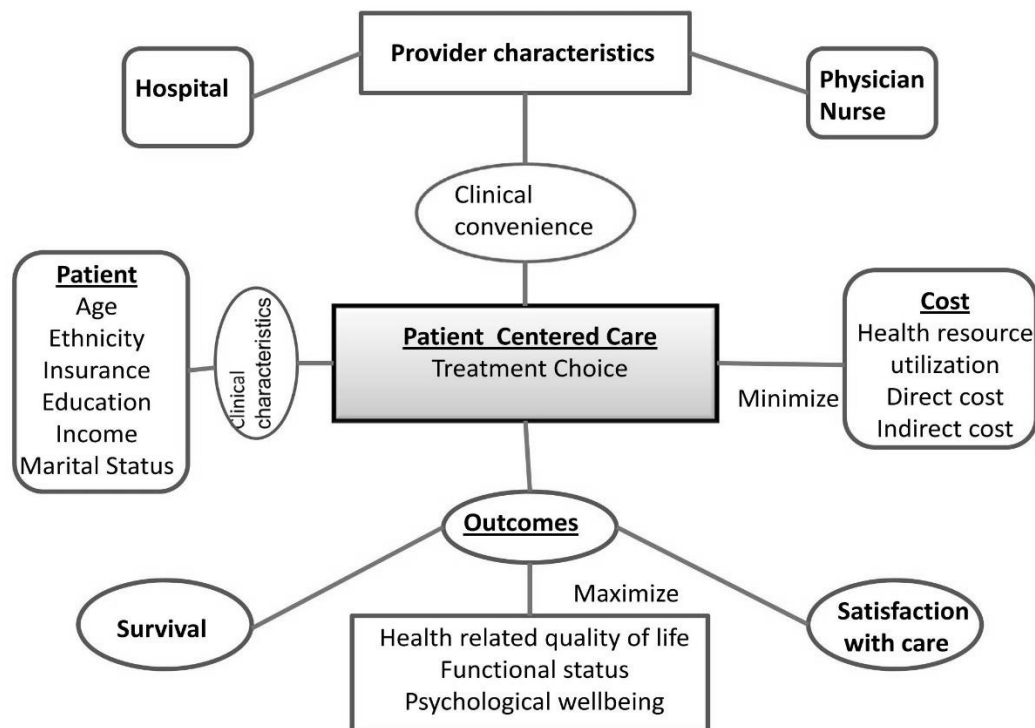 Provider characteristics
Hospital
Physician
Nurse
Clinical
convenience
Patient
Age
Ethnicity
Insurance
Education
Income
Marital Status
Clinical
characteristics
Patient Centered Care
Treatment Choice
Minimize
Cost
Health resource
utilization
Direct cost
Indirect cost
Outcomes
Maximize
Survival
Health related quality of life
Functional status
Psychological wellbeing
Satisfaction
with care